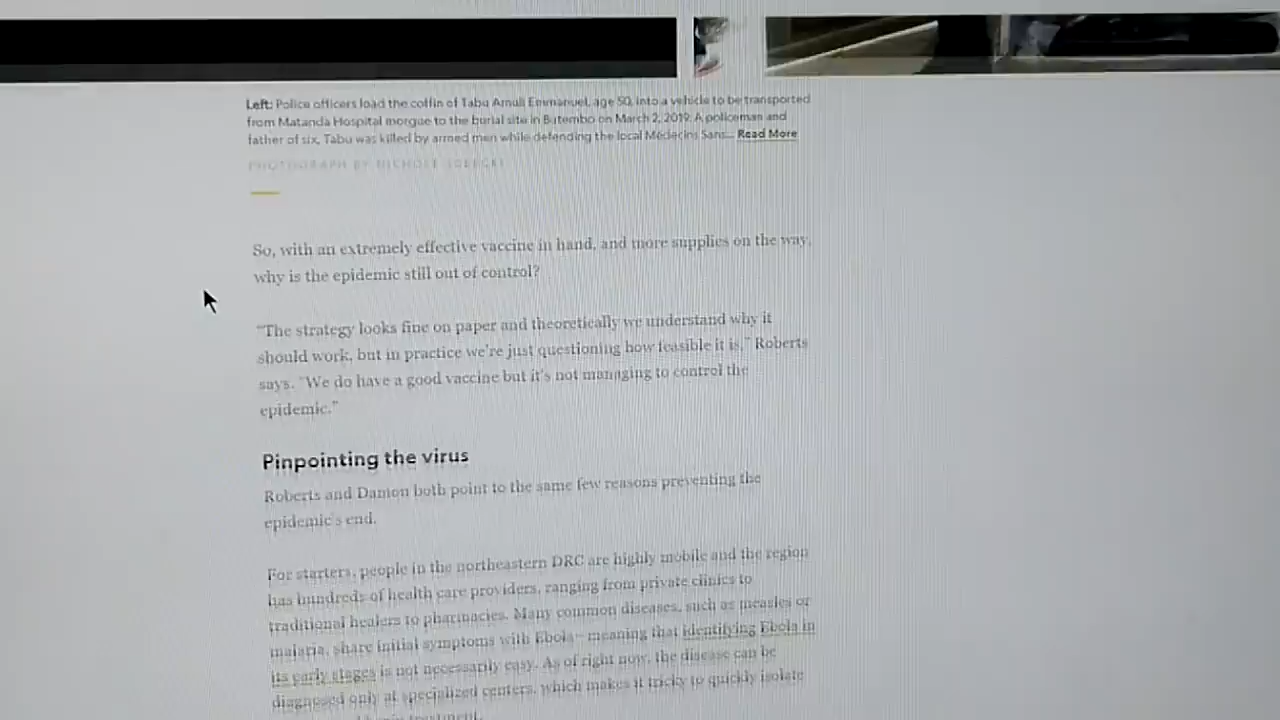 Left: Police officers load the coffin of Tabu Amuli Emmanuel, age 50, into a vehicle to be transported
from Matanda Hospital morgue to the burial site in Butembo on March 2, 2019. A policeman and
father of six, Tabu was killed by armed men while defending the local Médecins Sans... Read More
PHOTOGRAPH BY NICHOLE SOBECKI
So, with an extremely effective vaccine in hand, and more supplies on the way,
why is the epidemic still out of control?
“The strategy looks fine on paper and theoretically we understand why it
should work, but in practice we're just questioning how feasible it is,” Roberts
says. “We do have a good vaccine but it's not managing to control the
epidemic.”
Pinpointing the virus
Roberts and Damon both point to the same few reasons preventing the
epidemic's end.
For starters, people in the northeastern DRC are highly mobile and the region
has hundreds of health care providers, ranging from private clinics to
traditional healers to pharmacies. Many common diseases, such as measles or
malaria, share initial symptoms with Ebola—meaning that identifying Ebola in
its early stages is not necessarily easy. As of right now, the disease can be
diagnosed only at specialized centers, which makes it tricky to quickly isolate
treatment.